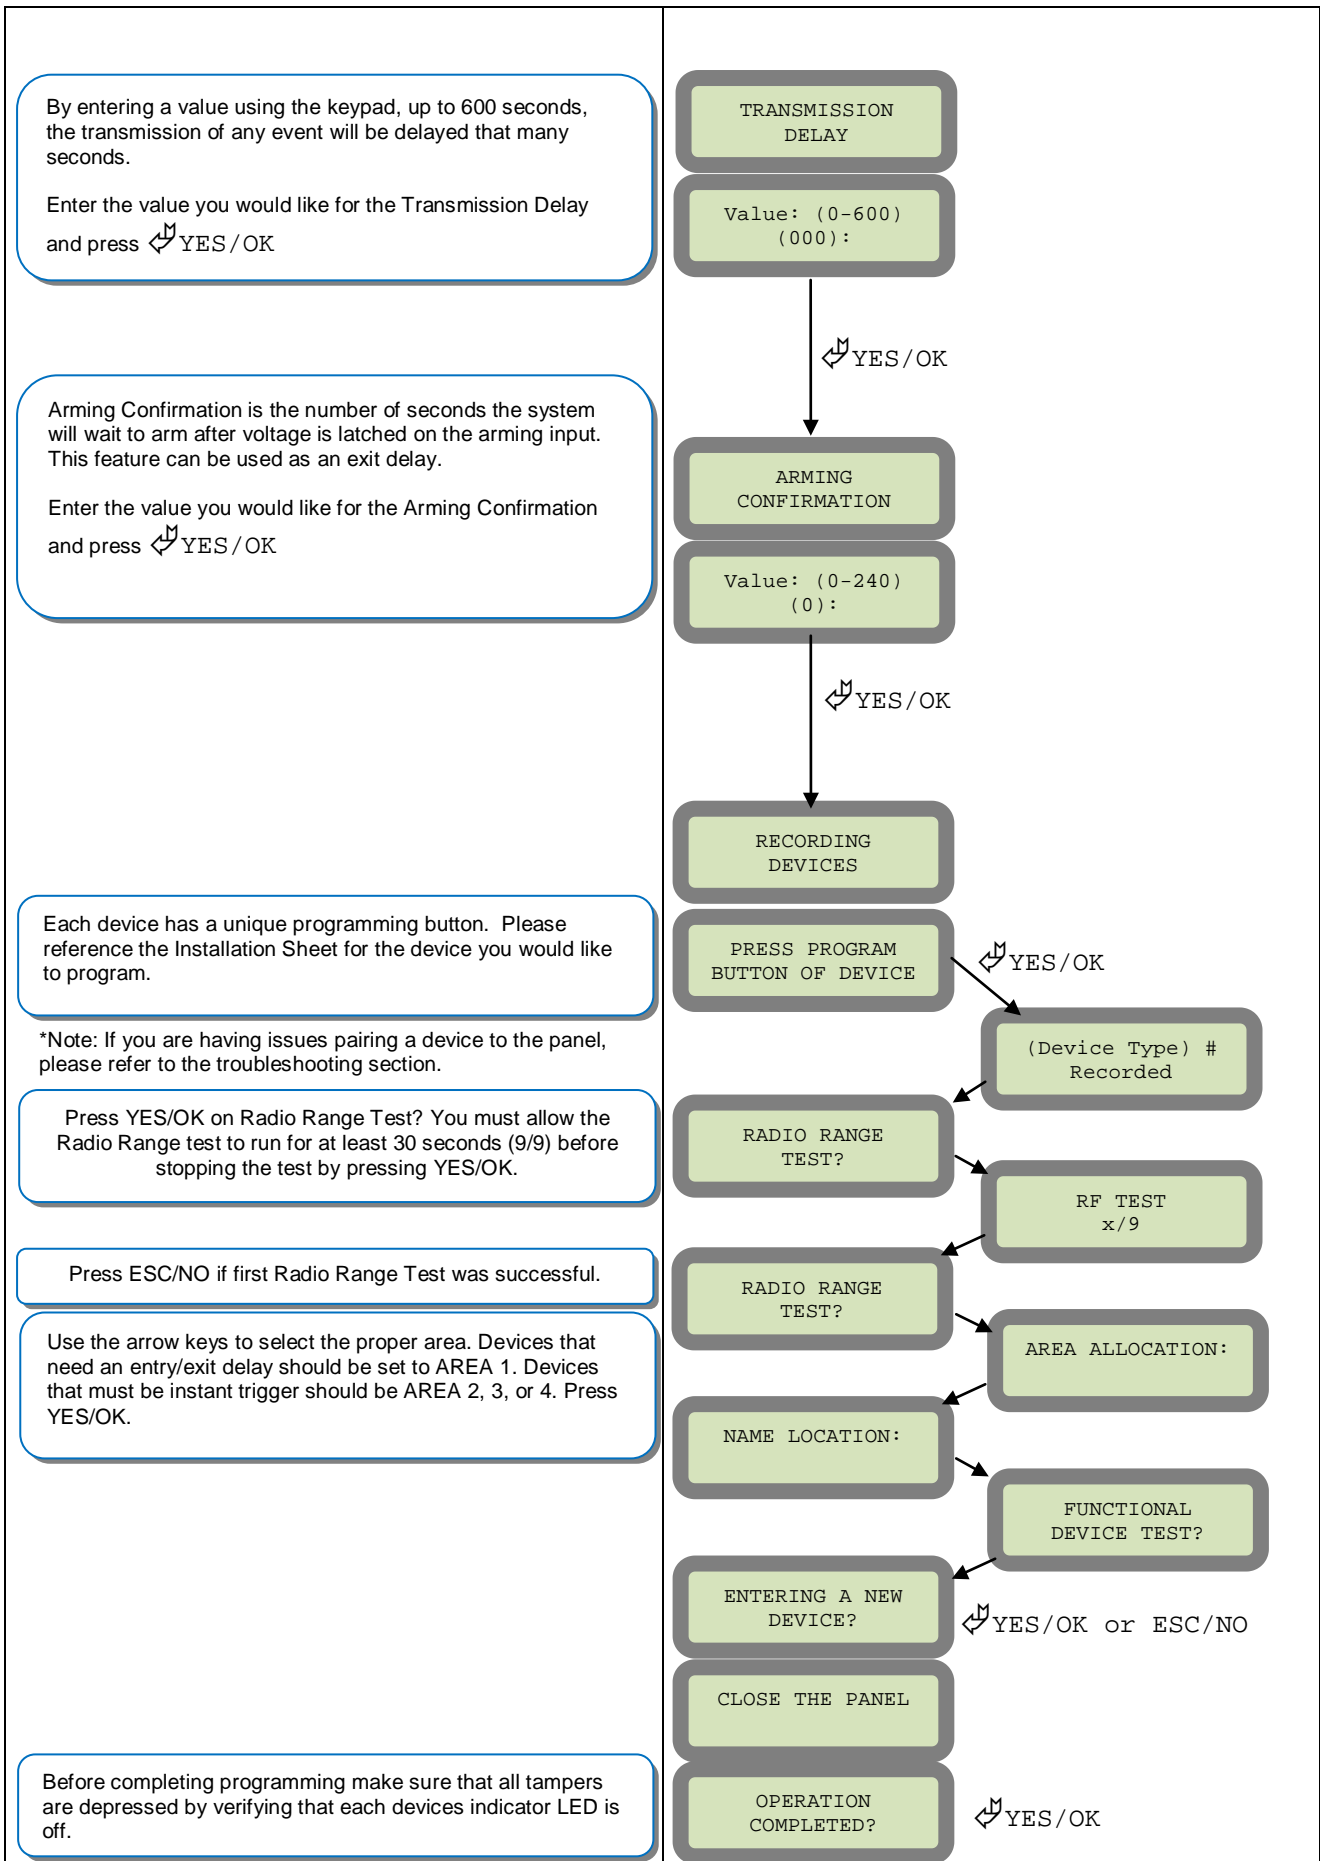 By entering a value using the keypad, up to 600 seconds,
the transmission of any event will be delayed that many
seconds.
Enter the value you would like for the Transmission Delay
and press YES/OK
TRANSMISSION
DELAY
Value: (0-600)
(000):
YES/OK
Arming Confirmation is the number of seconds the system
will wait to arm after voltage is latched on the arming input.
This feature can be used as an exit delay.
Enter the value you would like for the Arming Confirmation
and press YES/OK
ARMING
CONFIRMATION
Value: (0-240)
(0):
YES/OK
RECORDING
DEVICES
Each device has a unique programming button.  Please
reference the Installation Sheet for the device you would like
to program.
PRESS PROGRAM
BUTTON OF DEVICE
YES/OK
*Note: If you are having issues pairing a device to the panel,
please refer to the troubleshooting section.
(Device Type) #
Recorded
Press YES/OK on Radio Range Test? You must allow the
Radio Range test to run for at least 30 seconds (9/9) before
stopping the test by pressing YES/OK.
RADIO RANGE
TEST?
RF TEST
x/9
Press ESC/NO if first Radio Range Test was successful.
RADIO RANGE
TEST?
Use the arrow keys to select the proper area. Devices that
need an entry/exit delay should be set to AREA 1. Devices
that must be instant trigger should be AREA 2, 3, or 4. Press
YES/OK.
AREA ALLOCATION:
NAME LOCATION:
FUNCTIONAL
DEVICE TEST?
ENTERING A NEW
DEVICE?
YES/OK or ESC/NO
CLOSE THE PANEL
Before completing programming make sure that all tampers
are depressed by verifying that each devices indicator LED is
off.
OPERATION
COMPLETED?
YES/OK